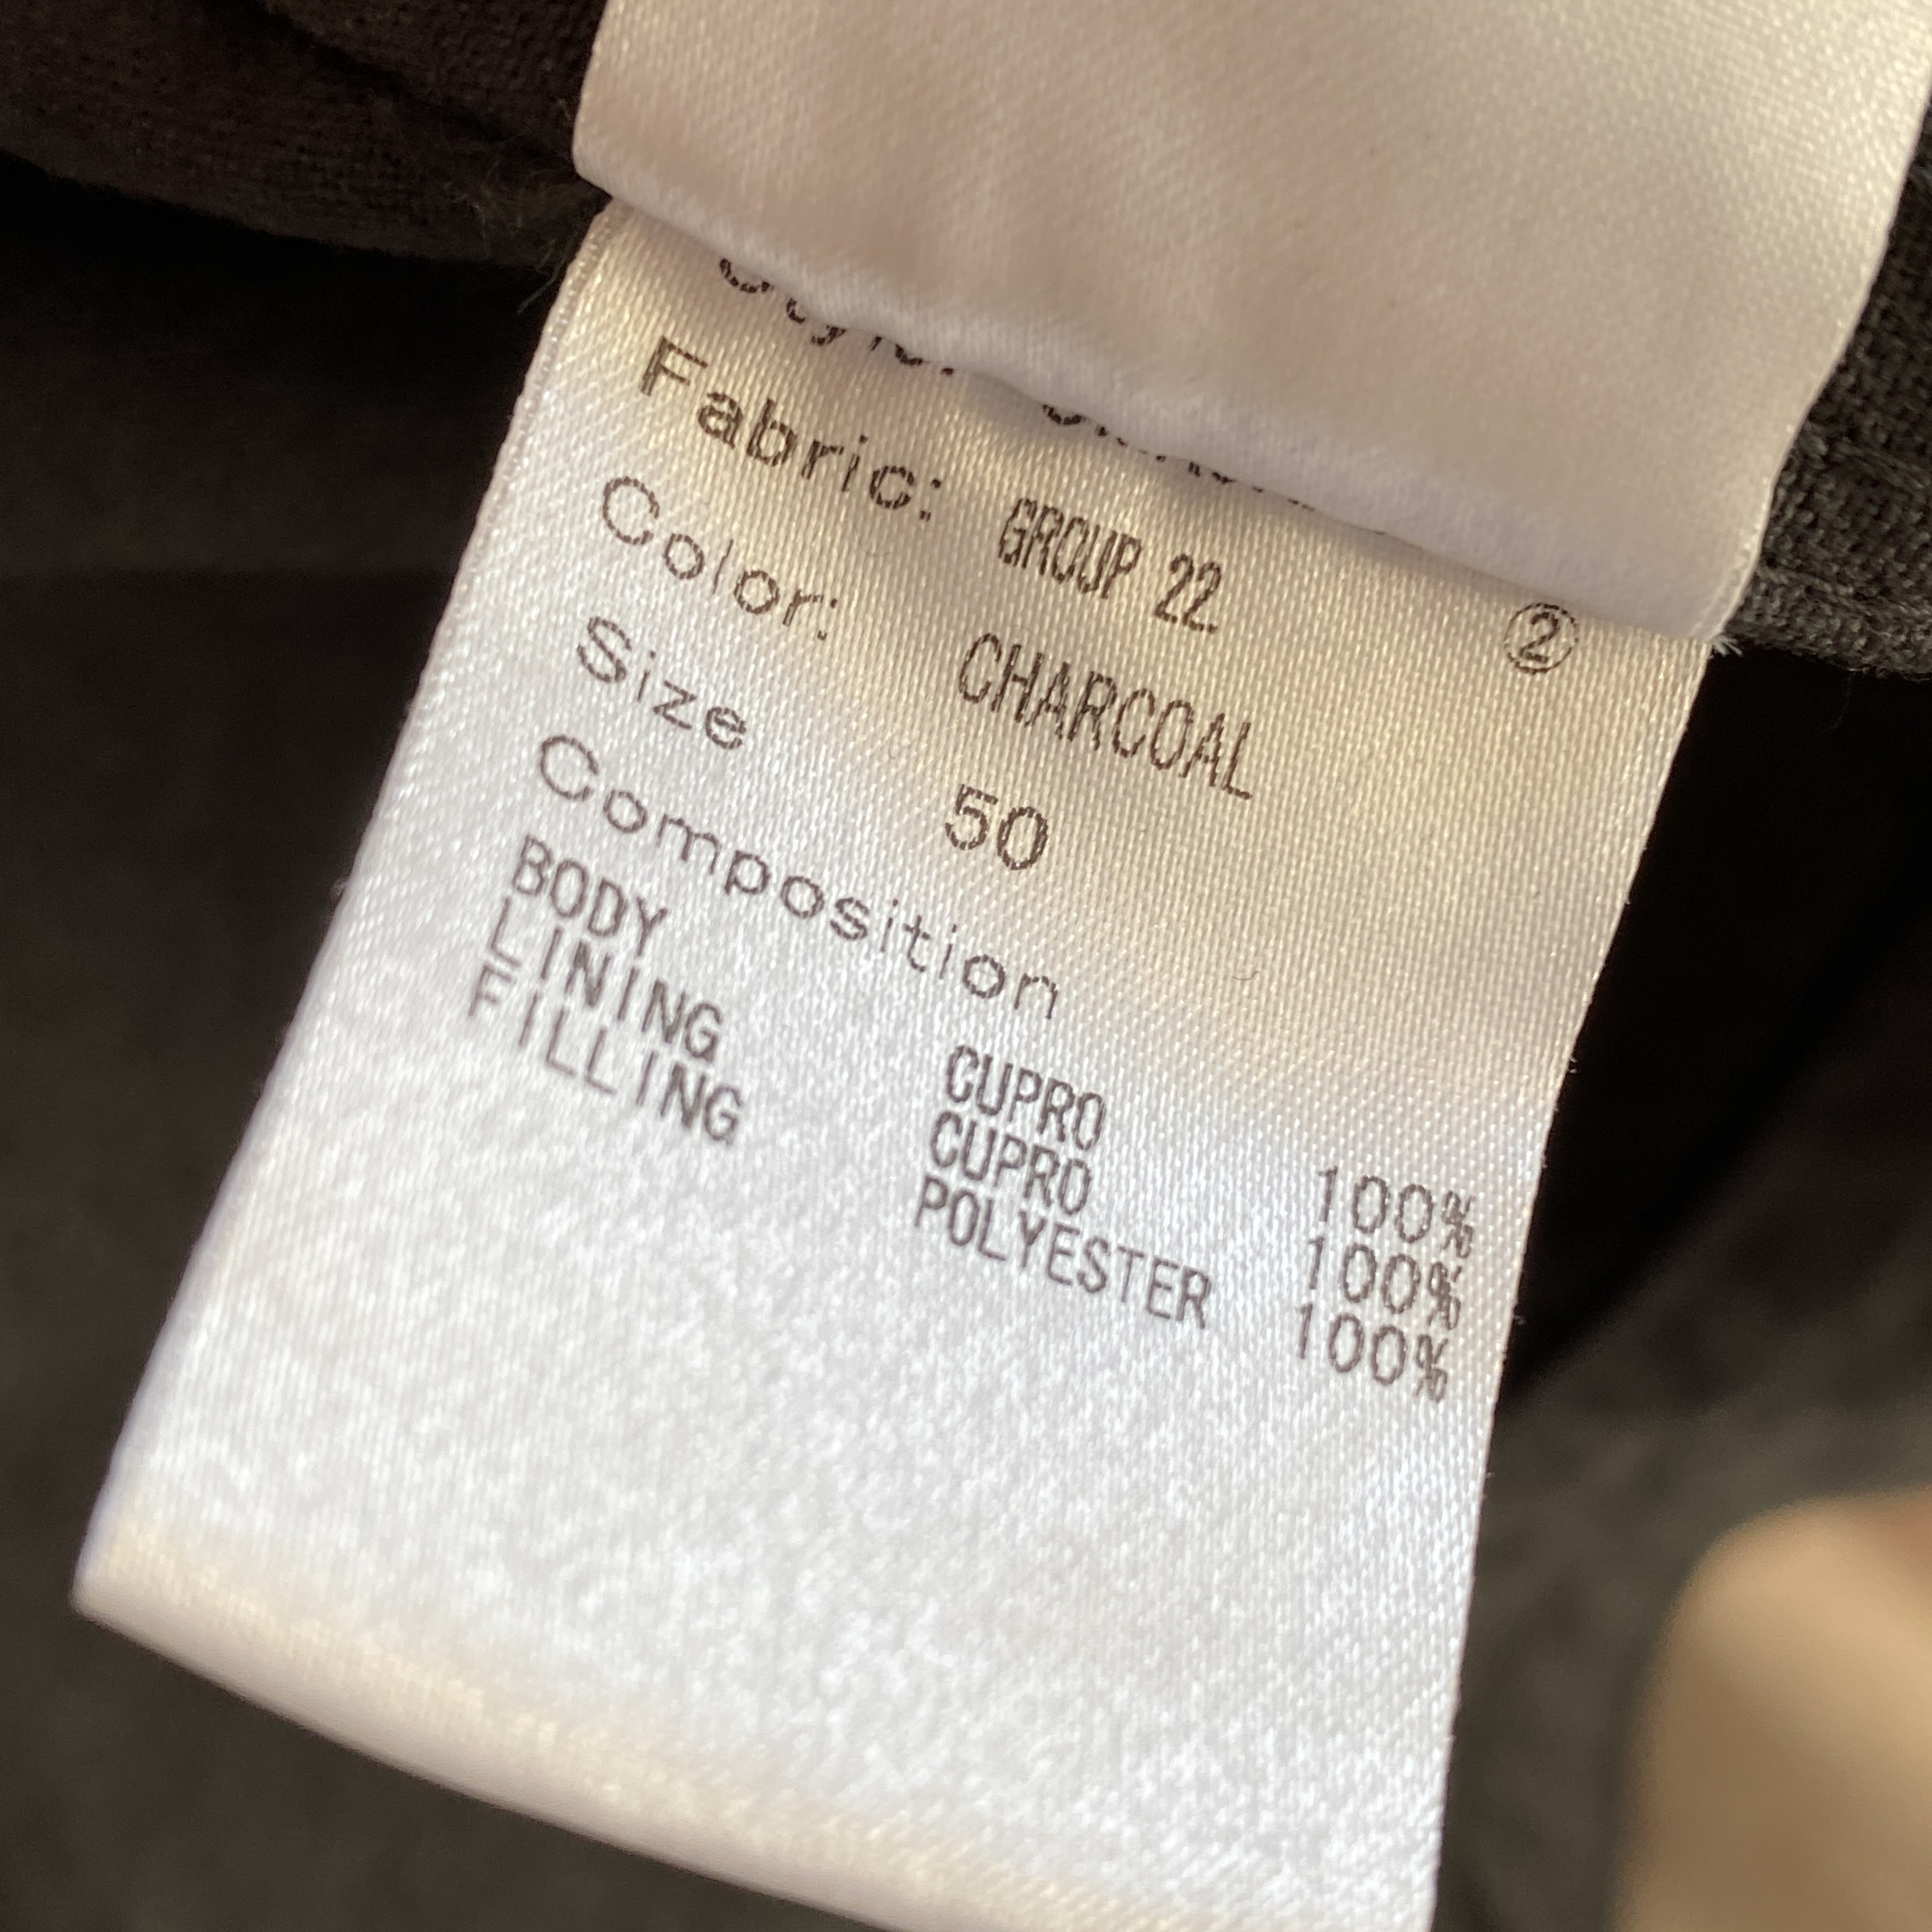 Fabric: GROUP 22 ②
Color: CHARCOAL
Size 50
Composition
BODY CUPRO 100%
LINING CUPRO 100%
FILLING POLYESTER 100%